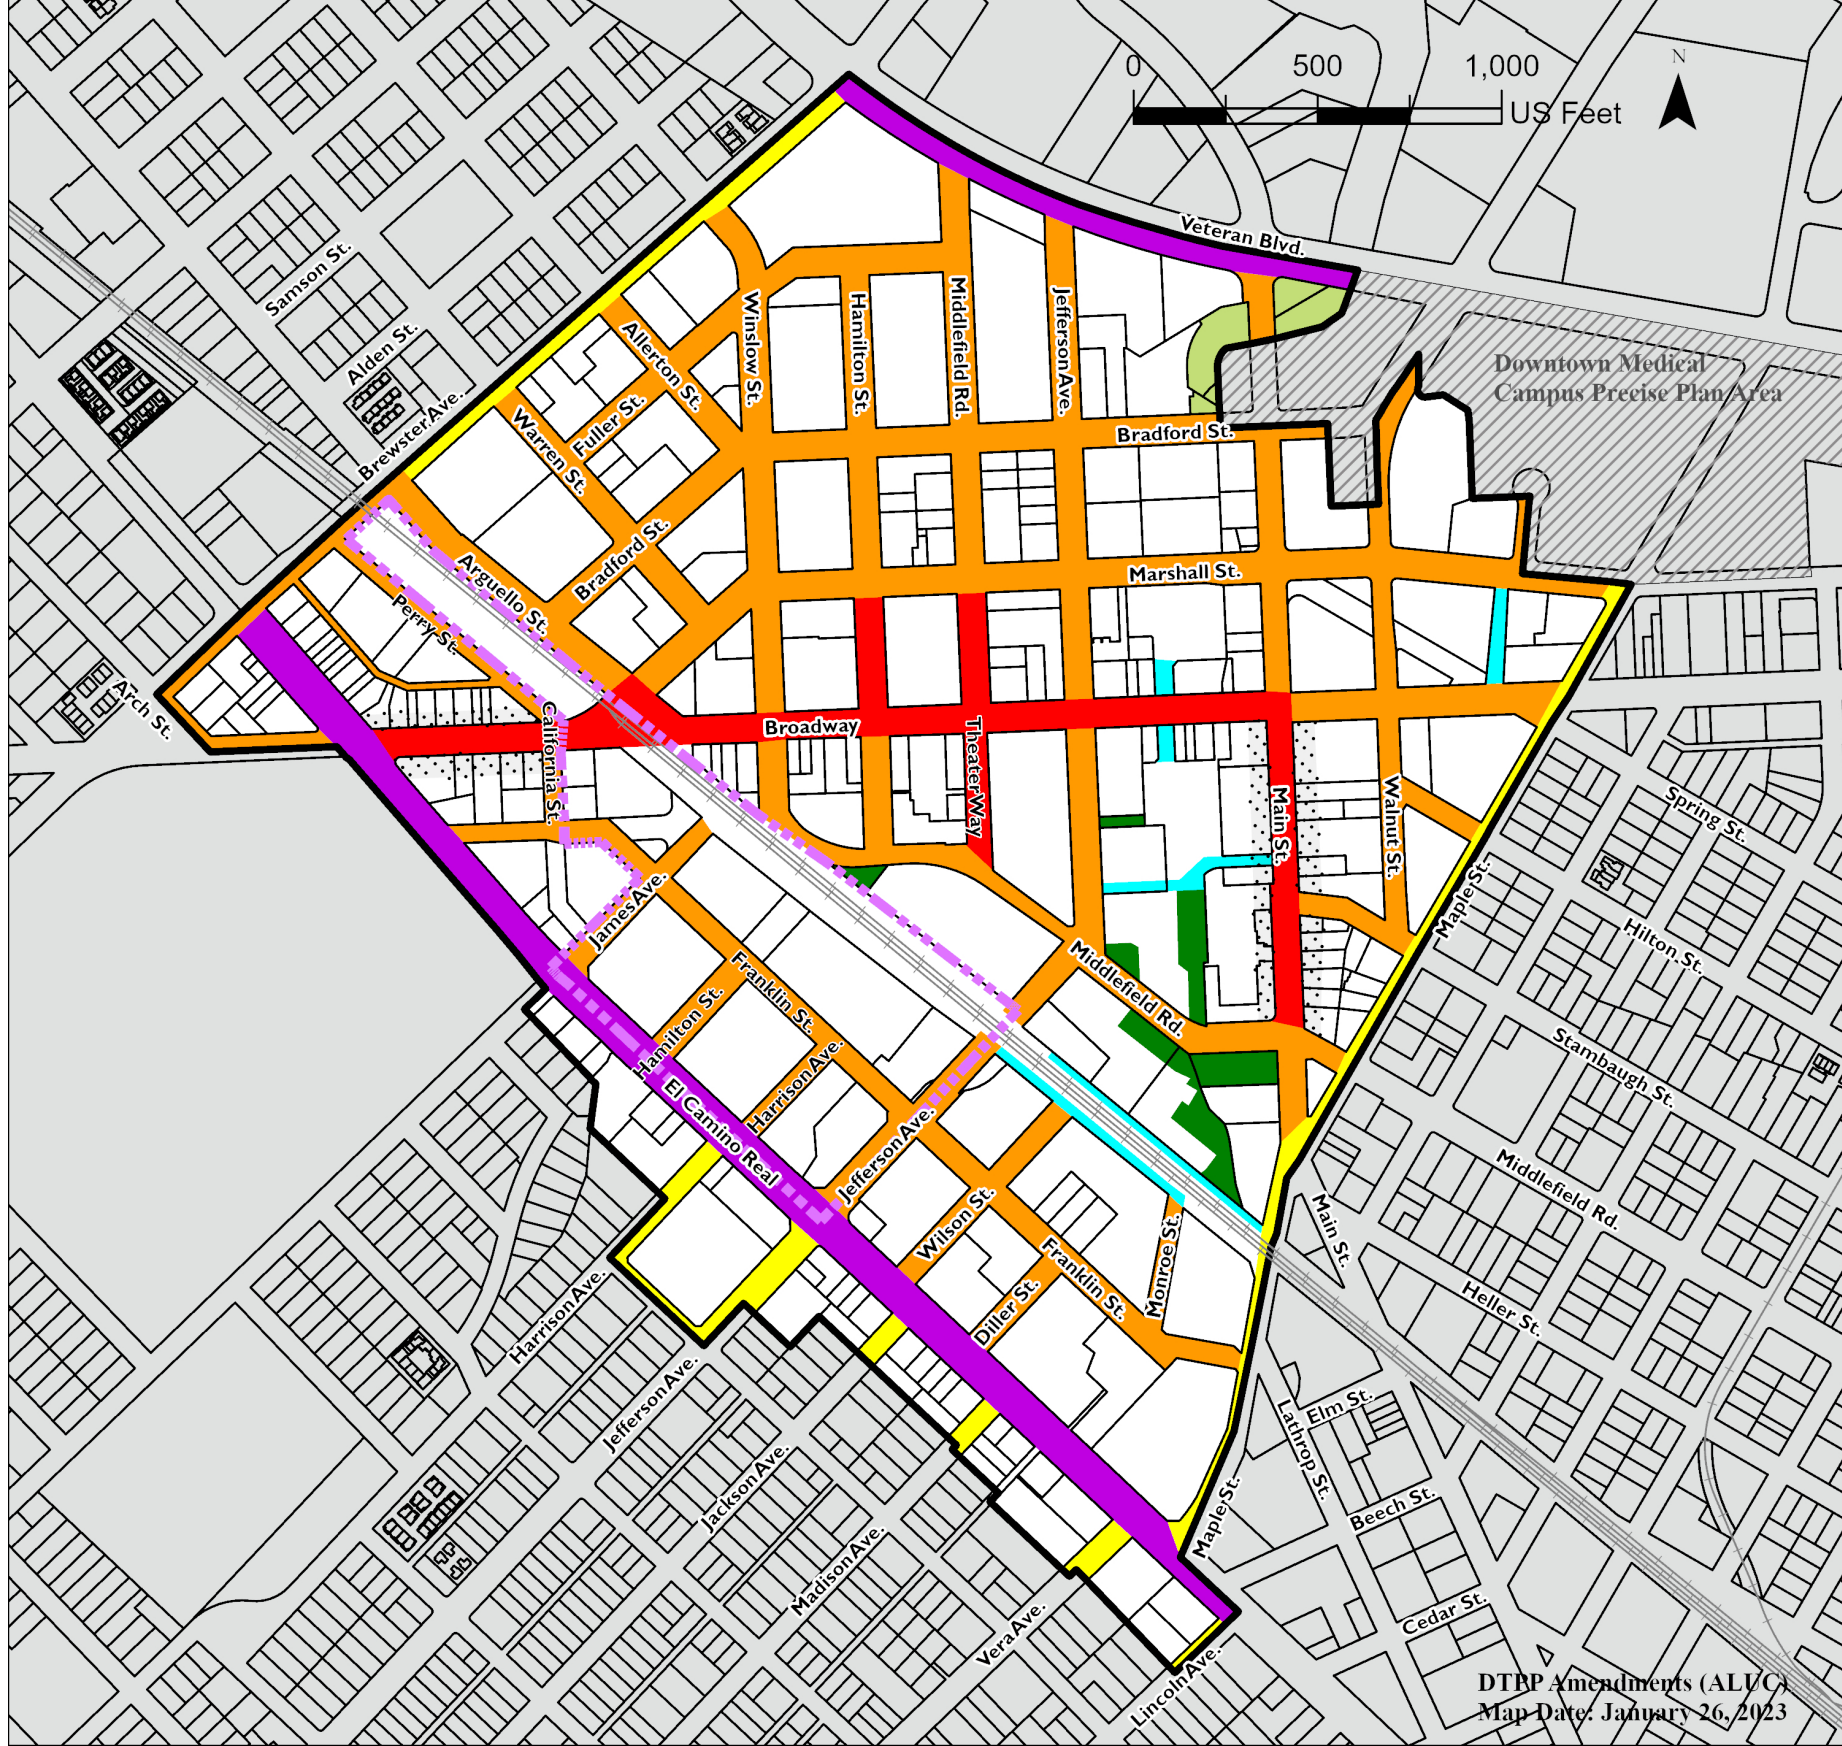 0 500 1,000
US Feet
N
Veteran Blvd.
Samson St.
Alden St.
Brewster Ave.
Arch St.
Winslow St.
Hamilton St.
Middlefield Rd.
Jefferson Ave.
Allerton St.
Fuller St.
Warren St.
Bradford St.
Downtown Medical
Campus Precise Plan Area
Bradford St.
Arguello St.
Perry St.
Marshall St.
California St.
Broadway
Theater Way
Main St.
Walnut St.
Maple St.
Spring St.
Hilton St.
Stambaugh St.
Middlefield Rd.
James Ave.
Franklin St.
Hamilton St.
Harrison Ave.
El Camino Real
Jefferson Ave.
Middlefield Rd.
Wilson St.
Diller St.
Franklin St.
Monroe St.
Main St.
Heller St.
Harrison Ave.
Jefferson Ave.
Jackson Ave.
Madison Ave.
Vera Ave.
Lincoln Ave.
Maple St.
Lathrop St.
Elm St.
Beech St.
Cedar St.
DTPP Amendments (ALUC)
Map Date: January 26, 2023